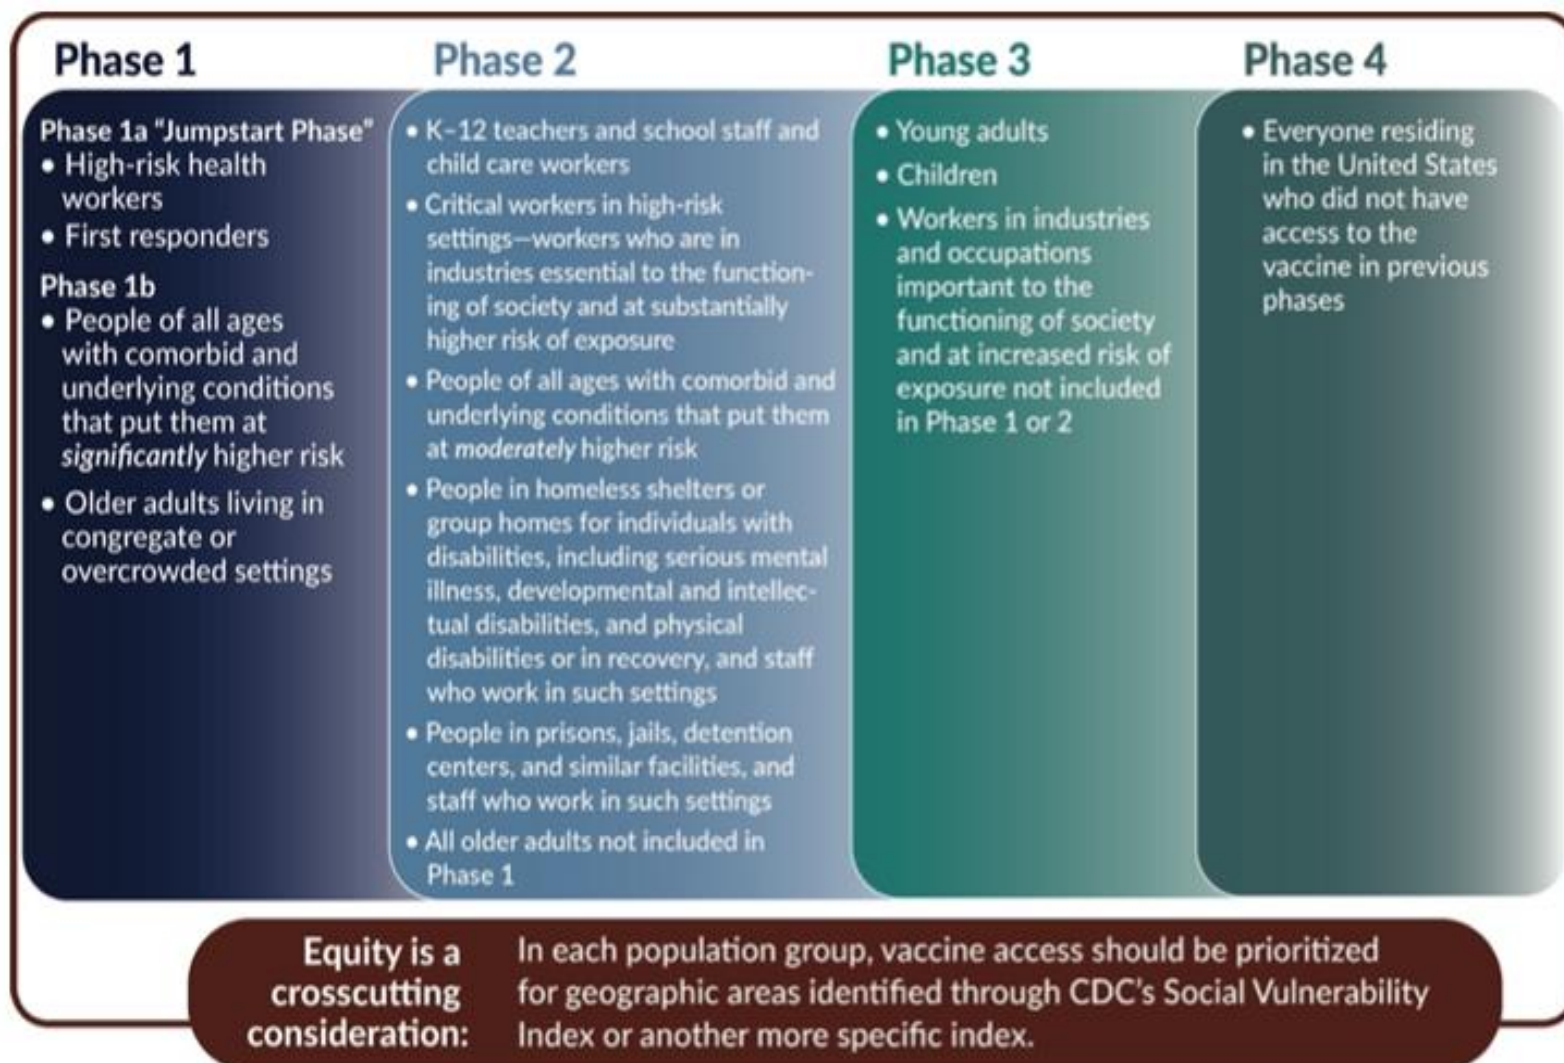 Phase 1
Phase 1a "Jumpstart Phase"
• High-risk health
workers
• First responders
Phase 1b
• People of all ages
with comorbid and
underlying conditions
that put them at
significantly higher risk
• Older adults living in
congregate or
overcrowded settings
Phase 2
• K–12 teachers and school staff and
child care workers
• Critical workers in high-risk
settings—workers who are in
industries essential to the function-
ing of society and at substantially
higher risk of exposure
• People of all ages with comorbid and
underlying conditions that put them
at moderately higher risk
• People in homeless shelters or
group homes for individuals with
disabilities, including serious mental
illness, developmental and intellec-
tual disabilities, and physical
disabilities or in recovery, and staff
who work in such settings
• People in prisons, jails, detention
centers, and similar facilities, and
staff who work in such settings
• All older adults not included in
Phase 1
Phase 3
• Young adults
• Children
• Workers in industries
and occupations
important to the
functioning of society
and at increased risk of
exposure not included
in Phase 1 or 2
Phase 4
• Everyone residing
in the United States
who did not have
access to the
vaccine in previous
phases
Equity is a
crosscutting
consideration:
In each population group, vaccine access should be prioritized
for geographic areas identified through CDC's Social Vulnerability
Index or another more specific index.